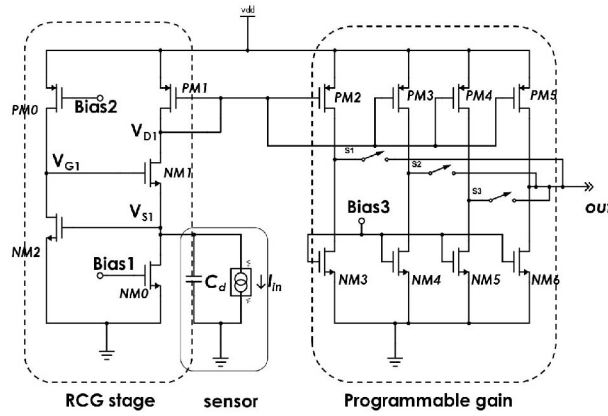 vdd
PM0
Bias2
PM1
PM2
PM3
PM4
PM5
VD1
VG1
NM1
S1
S2
S3
out
VS1
NM2
Bias1
NM0
Cd
Iin
Bias3
NM3
NM4
NM5
NM6
RCG stage
sensor
Programmable gain